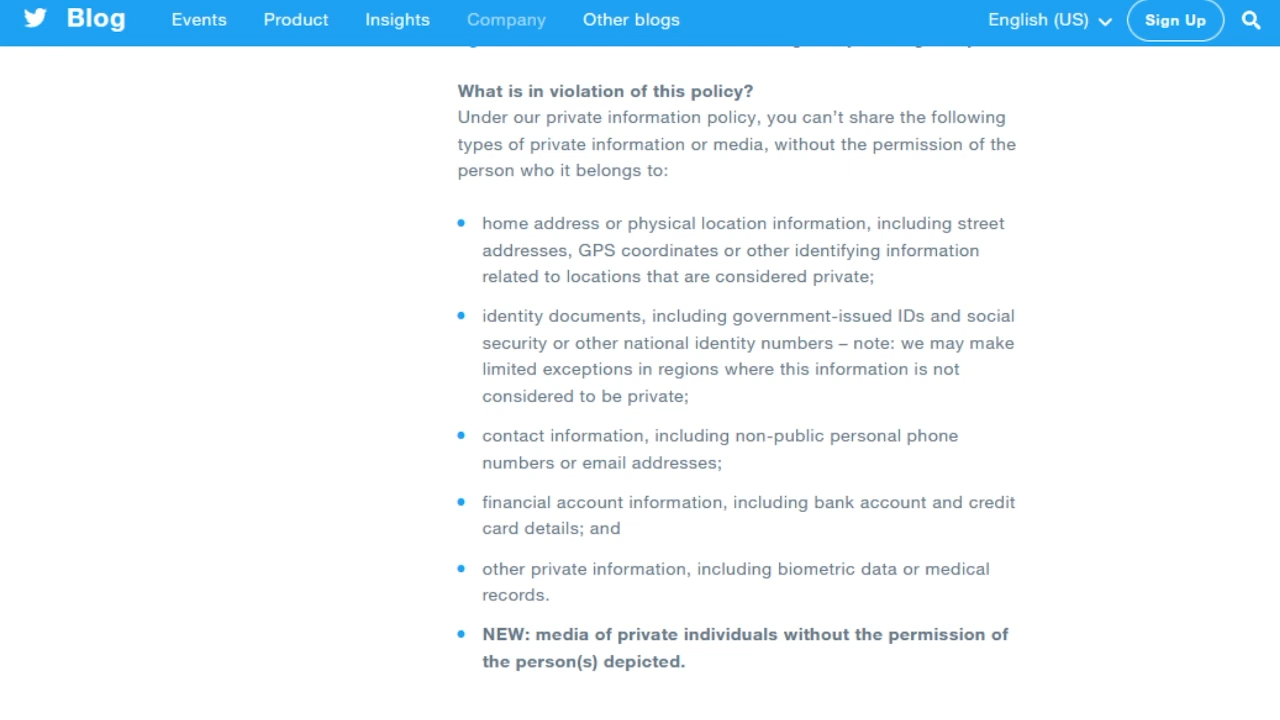 Blog Events Product Insights Company Other blogs English (US) Sign Up
What is in violation of this policy?
Under our private information policy, you can't share the following
types of private information or media, without the permission of the
person who it belongs to:
home address or physical location information, including street
addresses, GPS coordinates or other identifying information
related to locations that are considered private;
identity documents, including government-issued IDs and social
security or other national identity numbers – note: we may make
limited exceptions in regions where this information is not
considered to be private;
contact information, including non-public personal phone
numbers or email addresses;
financial account information, including bank account and credit
card details; and
other private information, including biometric data or medical
records.
NEW: media of private individuals without the permission of
the person(s) depicted.